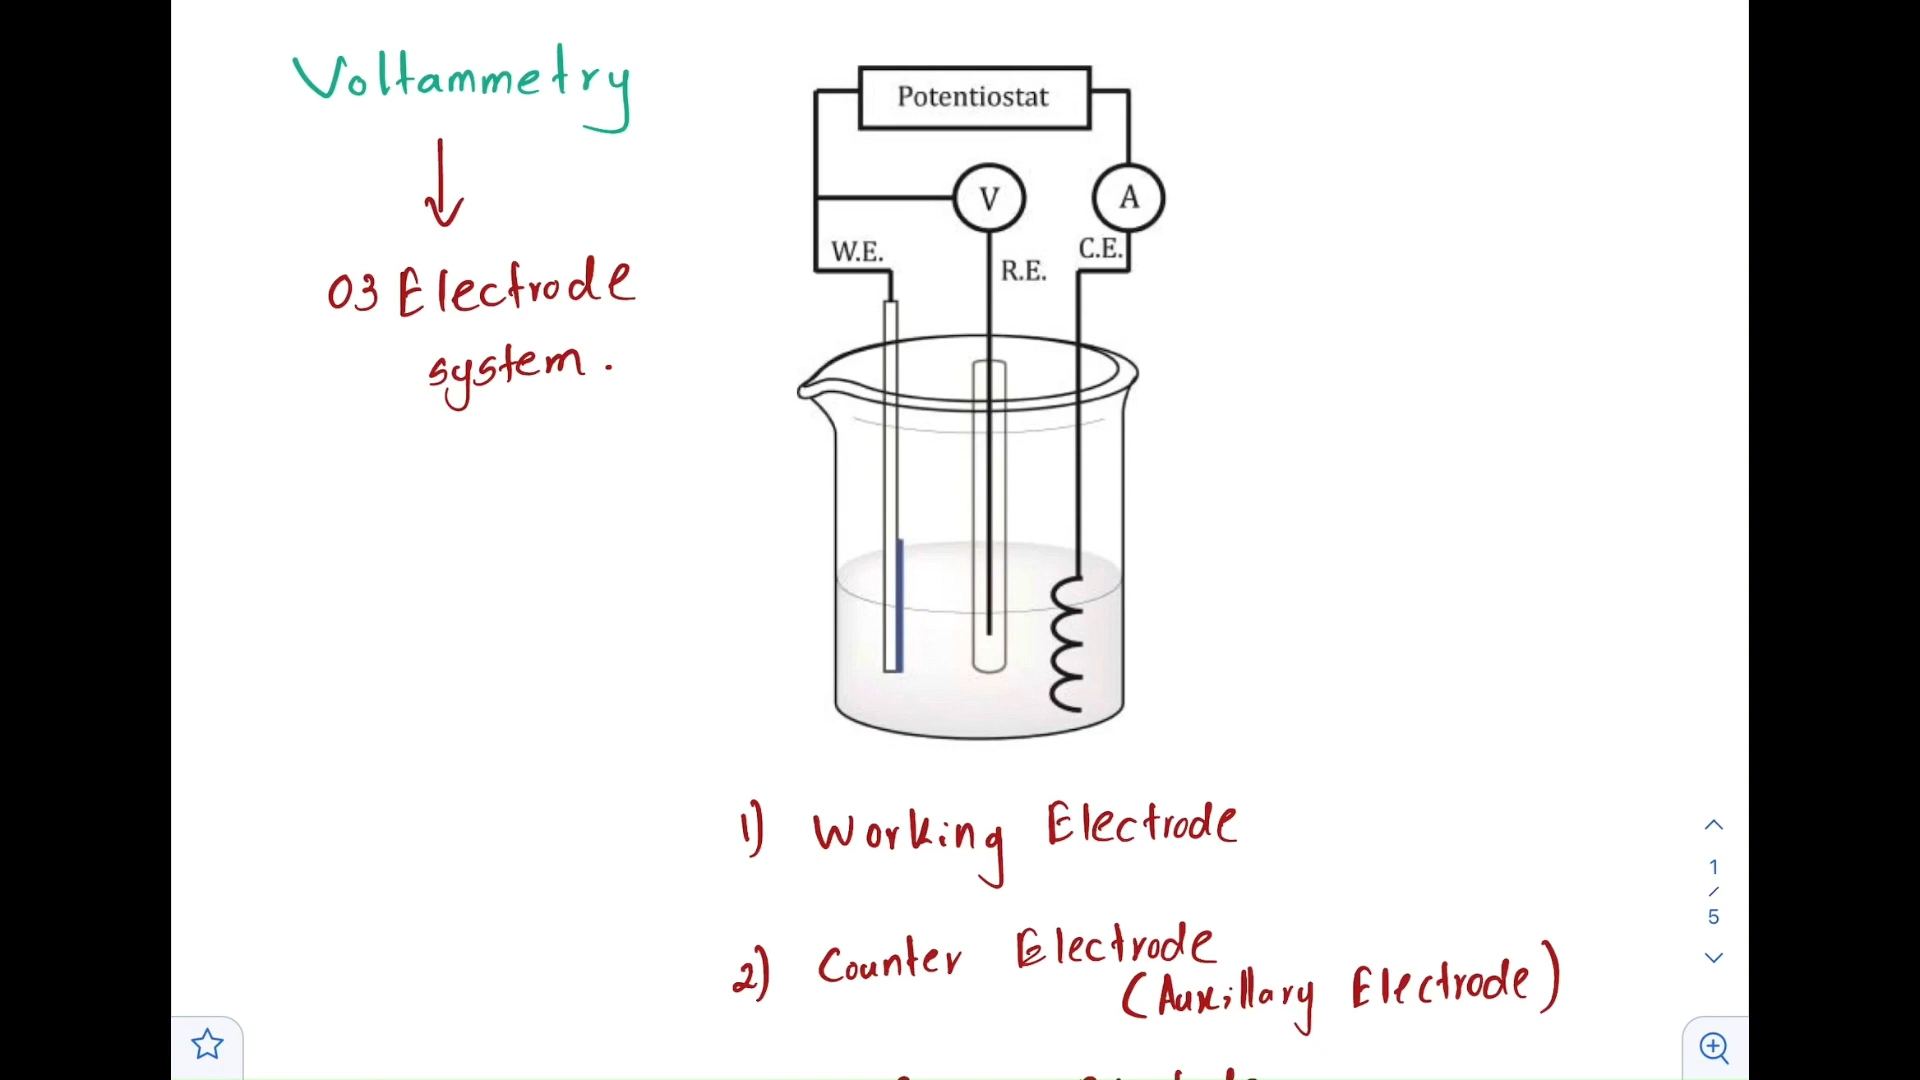 Voltammetry
03 Electrode
system.
Potentiostat
V
A
W.E.
R.E.
C.E.
1) Working Electrode
2) Counter Electrode
(Auxillary Electrode)
1
/
5